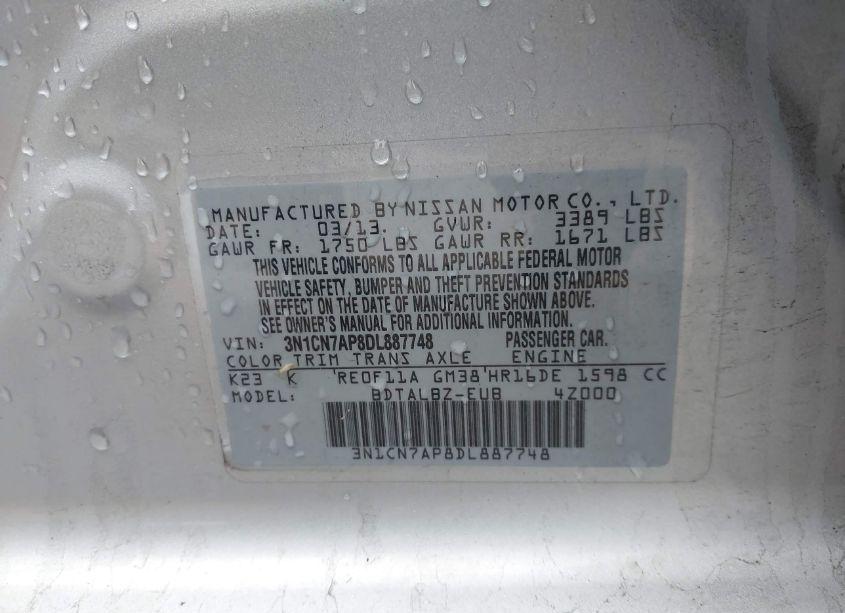 MANUFACTURED BY NISSAN MOTOR CO., LTD.
DATE: 03/13. GVWR: 3389 LBS
GAWR FR: 1750 LBS GAWR RR: 1671 LBS
THIS VEHICLE CONFORMS TO ALL APPLICABLE FEDERAL MOTOR
VEHICLE SAFETY, BUMPER AND THEFT PREVENTION STANDARDS
IN EFFECT ON THE DATE OF MANUFACTURE SHOWN ABOVE.
SEE OWNER'S MANUAL FOR ADDITIONAL INFORMATION.
VIN: 3N1CN7AP8DL887748 PASSENGER CAR.
COLOR TRIM TRANS AXLE ENGINE
K23 K RE0F11A GM38 HR16DE 1598 CC
MODEL: BDTALBZ-EUB 4Z000
3N1CN7AP8DL887748